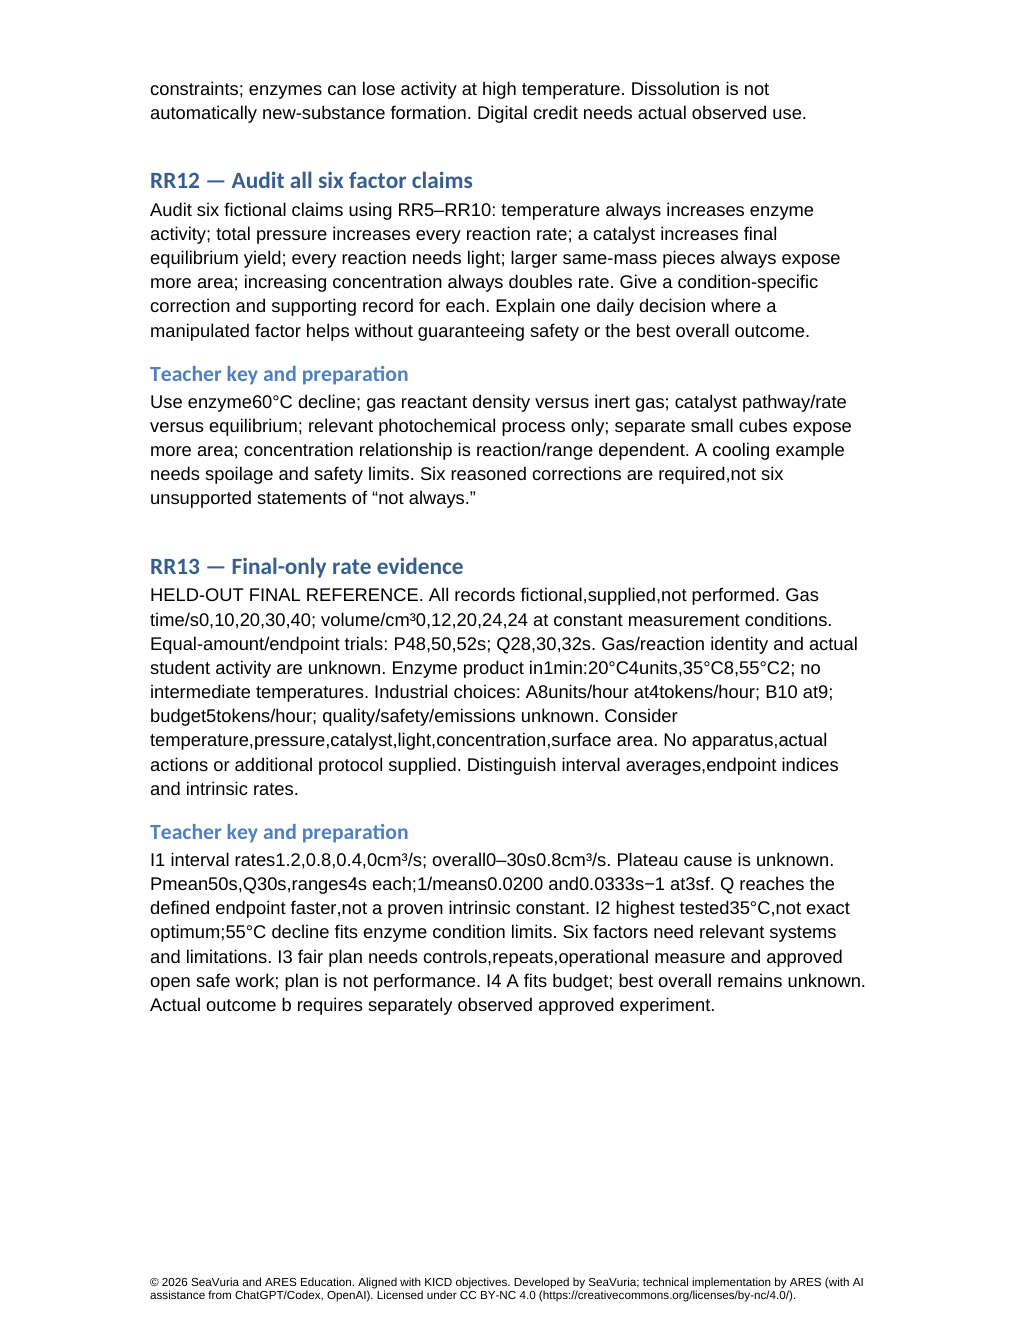 constraints; enzymes can lose activity at high temperature. Dissolution is not
automatically new-substance formation. Digital credit needs actual observed use.
RR12 — Audit all six factor claims
Audit six fictional claims using RR5–RR10: temperature always increases enzyme
activity; total pressure increases every reaction rate; a catalyst increases final
equilibrium yield; every reaction needs light; larger same-mass pieces always expose
more area; increasing concentration always doubles rate. Give a condition-specific
correction and supporting record for each. Explain one daily decision where a
manipulated factor helps without guaranteeing safety or the best overall outcome.
Teacher key and preparation
Use enzyme60°C decline; gas reactant density versus inert gas; catalyst pathway/rate
versus equilibrium; relevant photochemical process only; separate small cubes expose
more area; concentration relationship is reaction/range dependent. A cooling example
needs spoilage and safety limits. Six reasoned corrections are required,not six
unsupported statements of “not always.”
RR13 — Final-only rate evidence
HELD-OUT FINAL REFERENCE. All records fictional,supplied,not performed. Gas
time/s0,10,20,30,40; volume/cm³0,12,20,24,24 at constant measurement conditions.
Equal-amount/endpoint trials: P48,50,52s; Q28,30,32s. Gas/reaction identity and actual
student activity are unknown. Enzyme product in1min:20°C4units,35°C8,55°C2; no
intermediate temperatures. Industrial choices: A8units/hour at4tokens/hour; B10 at9;
budget5tokens/hour; quality/safety/emissions unknown. Consider
temperature,pressure,catalyst,light,concentration,surface area. No apparatus,actual
actions or additional protocol supplied. Distinguish interval averages,endpoint indices
and intrinsic rates.
Teacher key and preparation
I1 interval rates1.2,0.8,0.4,0cm³/s; overall0–30s0.8cm³/s. Plateau cause is unknown.
Pmean50s,Q30s,ranges4s each;1/means0.0200 and0.0333s−1 at3sf. Q reaches the
defined endpoint faster,not a proven intrinsic constant. I2 highest tested35°C,not exact
optimum;55°C decline fits enzyme condition limits. Six factors need relevant systems
and limitations. I3 fair plan needs controls,repeats,operational measure and approved
open safe work; plan is not performance. I4 A fits budget; best overall remains unknown.
Actual outcome b requires separately observed approved experiment.
© 2026 SeaVuria and ARES Education. Aligned with KICD objectives. Developed by SeaVuria; technical implementation by ARES (with AI
assistance from ChatGPT/Codex, OpenAI). Licensed under CC BY-NC 4.0 (https://creativecommons.org/licenses/by-nc/4.0/).